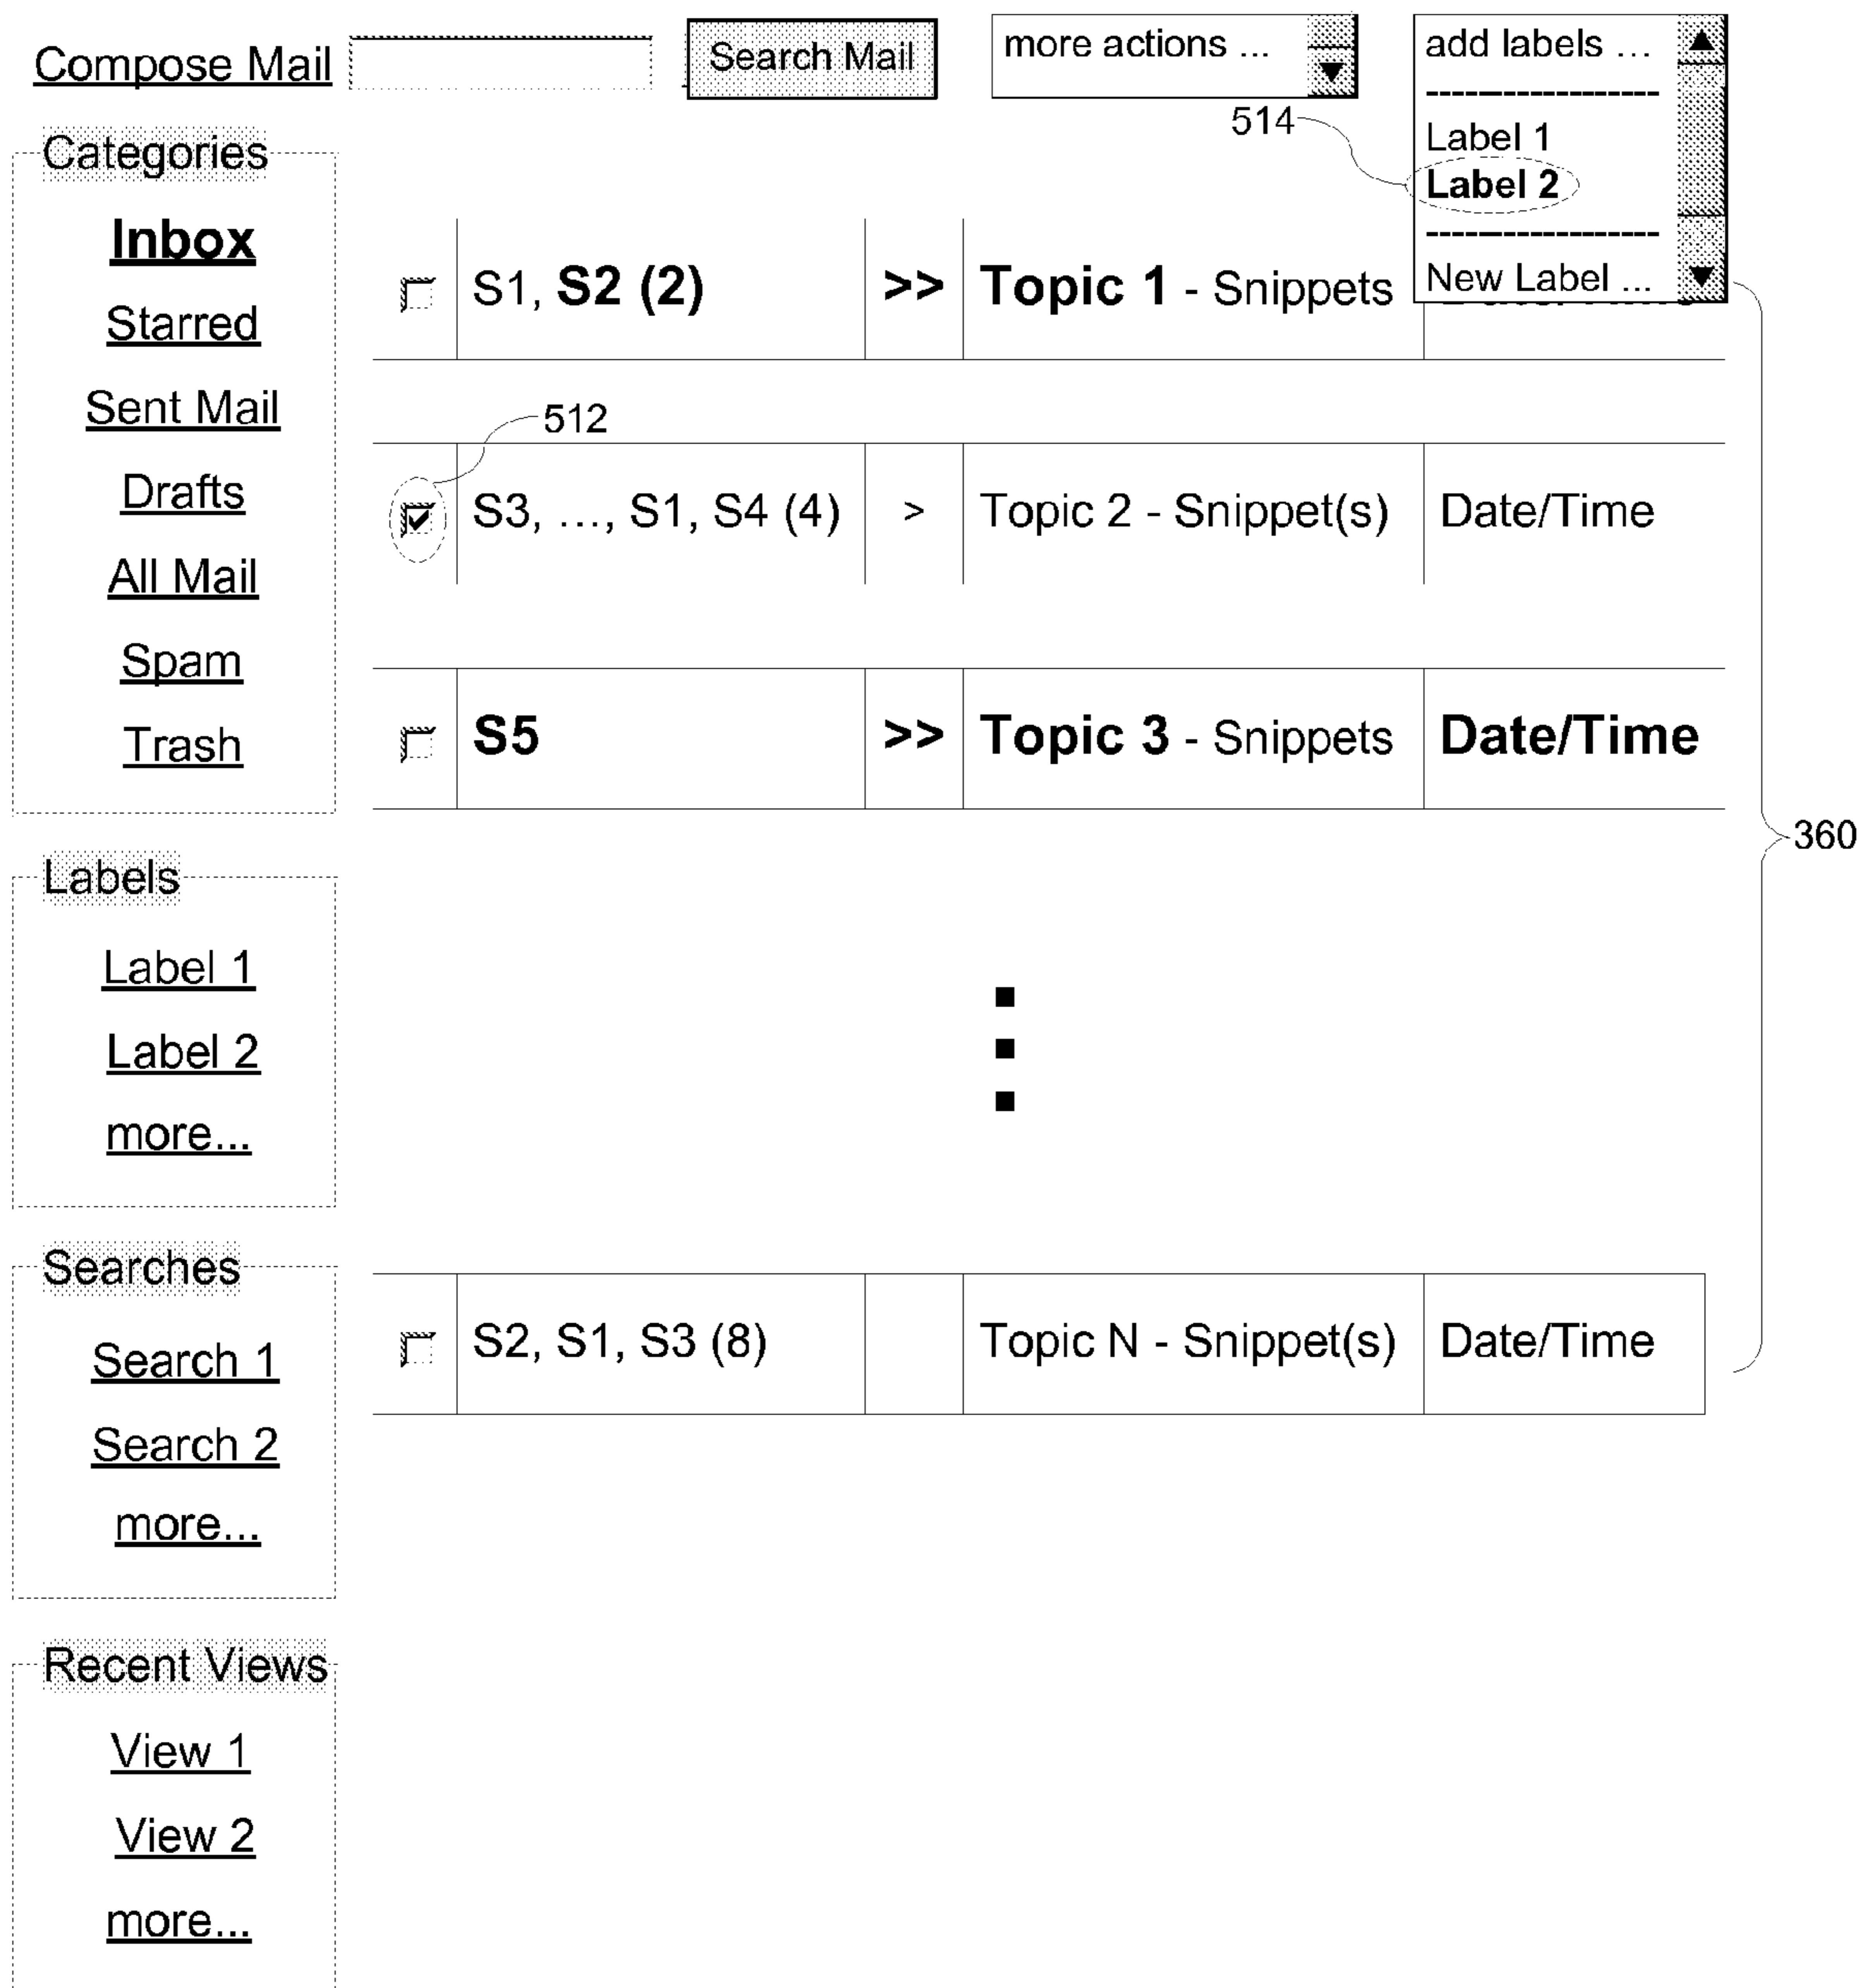 Compose Mail
Search Mail
more actions ...
add labels ...
Label 1
Label 2
New Label ...
514
Categories
Inbox
Starred
Sent Mail
Drafts
All Mail
Spam
Trash
S1, S2 (2) >> Topic 1 - Snippets
512
S3, ..., S1, S4 (4) > Topic 2 - Snippet(s) Date/Time
S5 >> Topic 3 - Snippets Date/Time
360
Labels
Label 1
Label 2
more...
Searches
Search 1
Search 2
more...
S2, S1, S3 (8) Topic N - Snippet(s) Date/Time
Recent Views
View 1
View 2
more...